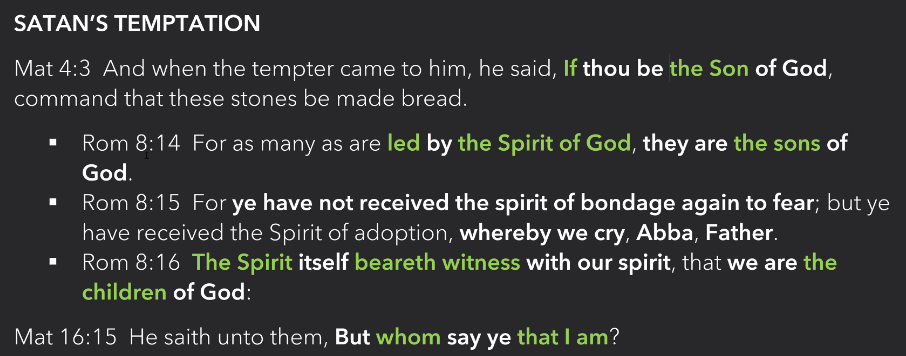 SATAN'S TEMPTATION
Mat 4:3 And when the tempter came to him, he said, If thou be the Son of God,
command that these stones be made bread.
▪ Rom 8:14 For as many as are led by the Spirit of God, they are the sons of
God.
▪ Rom 8:15 For ye have not received the spirit of bondage again to fear; but ye
have received the Spirit of adoption, whereby we cry, Abba, Father.
▪ Rom 8:16 The Spirit itself beareth witness with our spirit, that we are the
children of God:
Mat 16:15 He saith unto them, But whom say ye that I am?